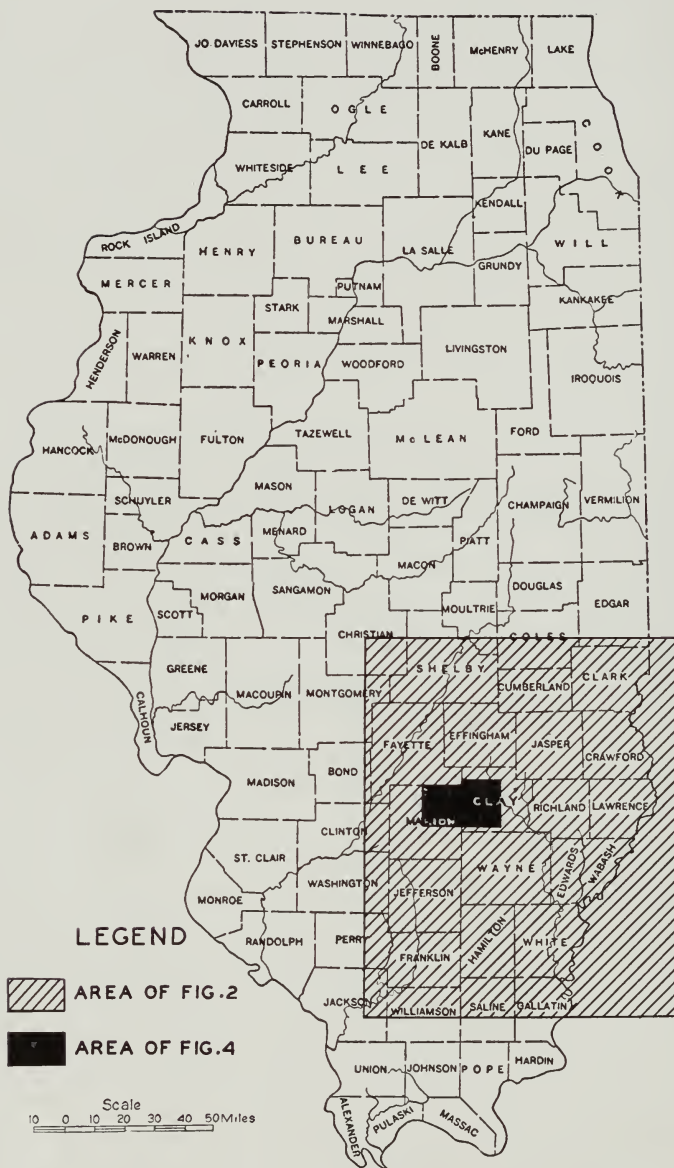 JO DAVIESS STEPHENSON WINNEBAGO BOONE McHENRY LAKE
CARROLL OGLE DE KALB KANE DU PAGE COOK
WHITESIDE LEE KENDALL
ROCK ISLAND HENRY BUREAU LA SALLE GRUNDY WILL
MERCER PUTNAM KANKAKEE
STARK MARSHALL
HENDERSON WARREN KNOX PEORIA WOODFORD LIVINGSTON IROQUOIS
HANCOCK McDONOUGH FULTON TAZEWELL McLEAN FORD
SCHUYLER MASON LOGAN DE WITT CHAMPAIGN VERMILION
ADAMS BROWN CASS MENARD PIATT
MACON
PIKE SCOTT MORGAN SANGAMON MOULTRIE DOUGLAS EDGAR
CHRISTIAN COLES
GREENE SHELBY CLARK
CALHOUN JERSEY MACOUPIN MONTGOMERY CUMBERLAND
FAYETTE EFFINGHAM JASPER CRAWFORD
MADISON BOND
CLAY RICHLAND LAWRENCE
CLINTON MARION
ST. CLAIR WAYNE EDWARDS WABASH
MONROE WASHINGTON JEFFERSON
RANDOLPH PERRY HAMILTON WHITE
FRANKLIN
JACKSON WILLIAMSON SALINE GALLATIN
UNION JOHNSON POPE HARDIN
ALEXANDER PULASKI MASSAC
LEGEND
AREA OF FIG. 2
AREA OF FIG. 4
Scale
10 0 10 20 30 40 50 Miles